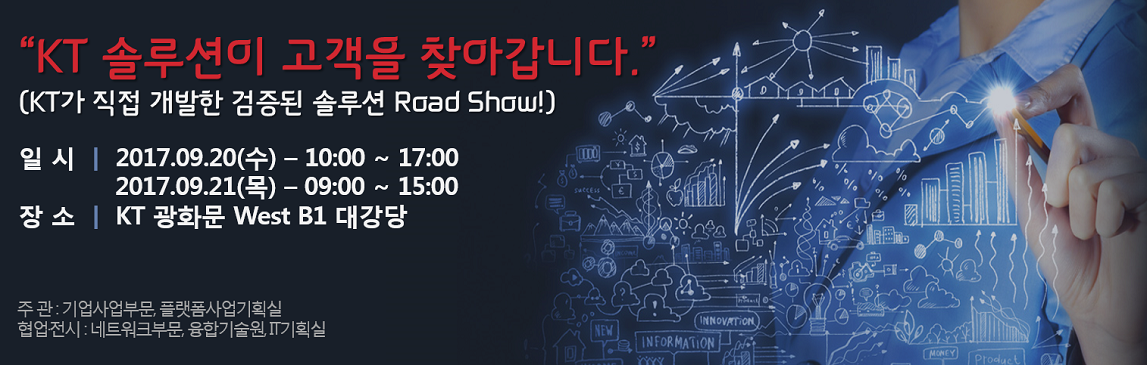 “KT 솔루션이 고객을 찾아갑니다.”
(KT가 직접 개발한 검증된 솔루션 Road Show!)
일 시 | 2017.09.20(수) – 10:00 ~ 17:00
2017.09.21(목) – 09:00 ~ 15:00
장 소 | KT 광화문 West B1 대강당
주 관 : 기업사업부문, 플랫폼사업기획실
협업전시 : 네트워크부문, 융합기술원, IT기획실
SUCCESS
INNOVATION
NEW
INFORMATION
MONEY
Product